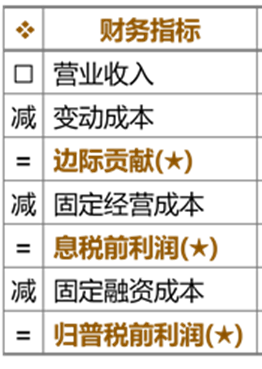 ❖ 财务指标
□ 营业收入
减 变动成本
= 边际贡献(★)
减 固定经营成本
= 息税前利润(★)
减 固定融资成本
= 归普税前利润(★)